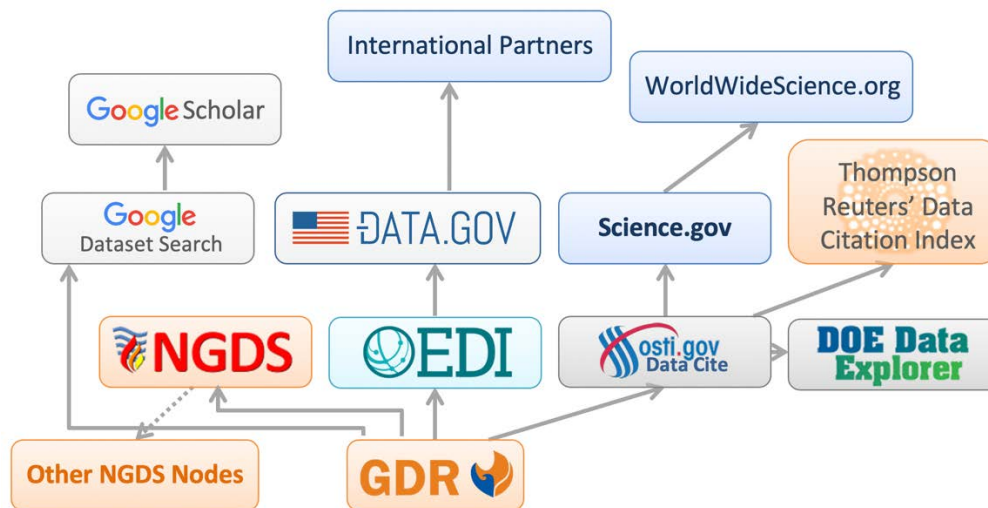 International Partners
WorldWideScience.org
Google Scholar
Thompson
Reuters' Data
Citation Index
Google
Dataset Search
DATA.GOV
Science.gov
NGDS
OEDI
osti.gov
Data Cite
DOE Data
Explorer
Other NGDS Nodes
GDR